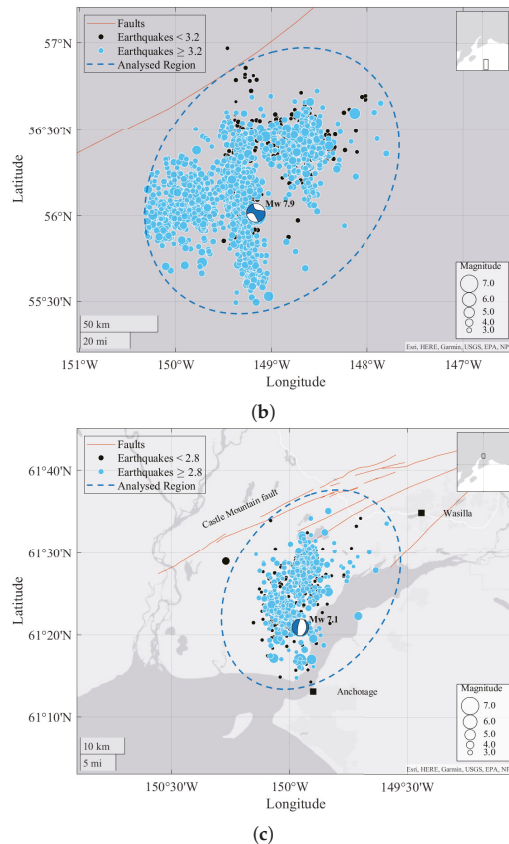 Faults
Earthquakes < 3.2
Earthquakes ≥ 3.2
Analysed Region
57°N
56°30'N
56°N
55°30'N
Latitude
Mw 7.9
Magnitude
7.0
6.0
5.0
4.0
3.0
50 km
20 mi
Esri, HERE, Garmin, USGS, EPA, NP
151°W
150°W
149°W
148°W
147°W
Longitude
(b)
Faults
Earthquakes < 2.8
Earthquakes ≥ 2.8
Analysed Region
61°40'N
61°30'N
61°20'N
61°10'N
Latitude
Castle Mountain fault
Wasilla
Mw 7.1
Anchorage
Magnitude
7.0
6.0
5.0
4.0
3.0
10 km
5 mi
Esri, HERE, Garmin, USGS, EPA, NPS
150°30'W
150°W
149°30'W
Longitude
(c)